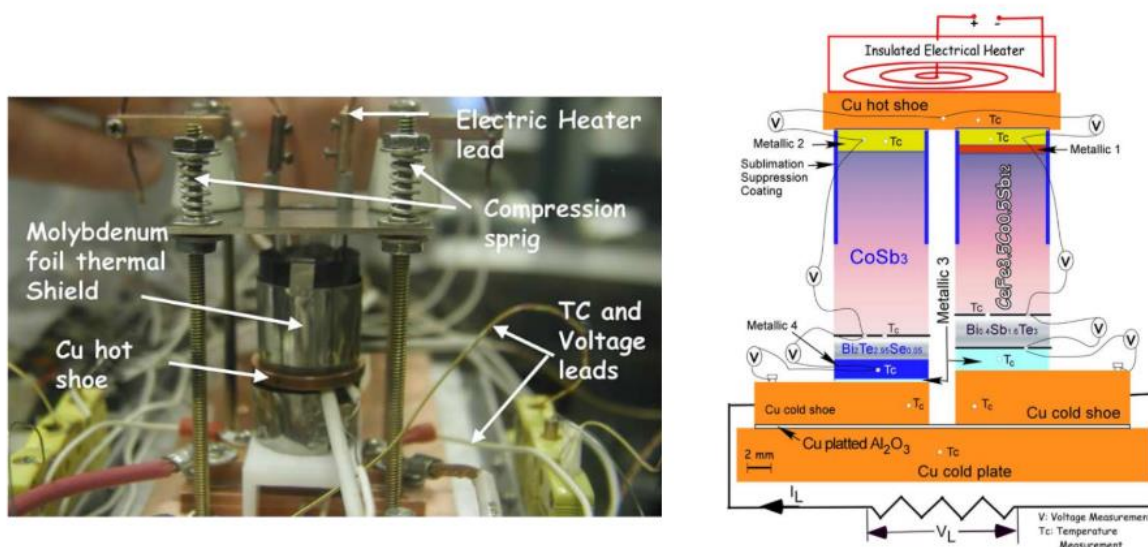 Electric Heater
lead
Compression
sprig
Molybdenum
foil thermal
Shield
TC and
Voltage
leads
Cu hot
shoe
+ -
Insulated Electrical Heater
Cu hot shoe
V
Tc
V
Metallic 2
Tc
Tc
Metallic 1
Sublimation
Suppression
Coating
CoSb3
CeFe3.5Co0.5Sb12
V
V
Metallic 3
Tc
Tc
Metallic 4
Bi2Te2.95Se0.05
Bi0.4Sb1.6Te3
V
Tc
Tc
V
Cu cold shoe
Tc
Tc
Cu cold shoe
Cu platted Al2O3
2 mm
Tc
Cu cold plate
IL
VL
V: Voltage Measuremen
Tc: Temperature
Measurement